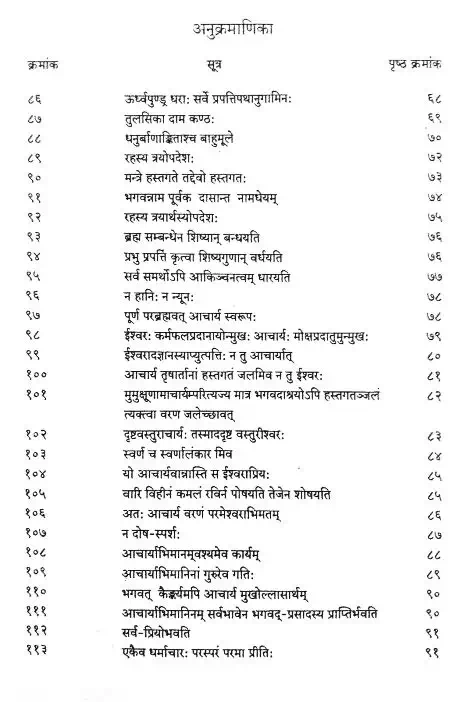 अनुक्रमाणिका
क्रमांक सूत्र पृष्ठ क्रमांक
८६ ऊर्ध्वपुण्ड्र धराः सर्वे प्रपत्तिपथानुगामिनः ६८
८७ तुलसिका दाम कण्ठः ६९
८८ धनुर्बाणाङ्किताश्च बाहुमूले ७०
८९ रहस्य त्रयोपदेशः ७२
९० मन्त्रे हस्तगते तद्देवो हस्तगतः ७३
९१ भगवन्नाम पूर्वक दासान्त नामधेयम् ७४
९२ रहस्य त्रयार्थस्योपदेशः ७५
९३ ब्रह्म सम्बन्धेन शिष्यान् बन्धयति ७६
९४ प्रभु प्रपत्तिं कृत्वा शिष्यगुणान् वर्धयति ७६
९५ सर्व समर्थोऽपि आकिञ्चनत्वम् धारयति ७७
९६ न हानिः न न्यूनः ७८
९७ पूर्ण परब्रह्मवत् आचार्य स्वरूपः ७८
९८ ईश्वरः कर्मफलप्रदानायोन्मुखः आचार्यः मोक्षप्रदातुमुन्मुखः ७९
९९ ईश्वरादज्ञानस्याप्युत्पत्तिः न तु आचार्यात् ८०
१०० आचार्य तृषार्तानां हस्तगतं जलमिव न तु ईश्वरः ८१
१०१ मुमुक्षूणामाचार्यम्परित्यज्य मात्र भगवदाश्रयोऽपि हस्तगतञ्जलं ८२
त्यक्त्वा वरण जलेच्छावत्
१०२ दृष्टवस्तुराचार्यः तस्माददृष्ट वस्तुरीश्वरः ८३
१०३ स्वर्ण च स्वर्णालंकार मिव ८४
१०४ यो आचार्यवान्नास्ति स ईश्वराप्रियः ८५
१०५ वारि विहीनं कमलं रविर्न पोषयति तेजेन शोषयति ८५
१०६ अतः आचार्य वरणं परमेश्वराभिमतम् ८६
१०७ न दोष-स्पर्शः ८७
१०८ आचार्याभिमानम्वश्यमेव कार्यम् ८८
१०९ आचार्याभिमानिनां गुरुरेव गतिः ८९
११० भगवत् कैङ्कर्यमपि आचार्य मुखोल्लासार्थम् ९०
१११ आचार्याभिमानिनम् सर्वभावेन भगवद्-प्रसादस्य प्राप्तिर्भवति ९०
११२ सर्व-प्रियोभवति ९१
११३ एकैव धर्माचारः परस्परं परमा प्रीतिः ९१